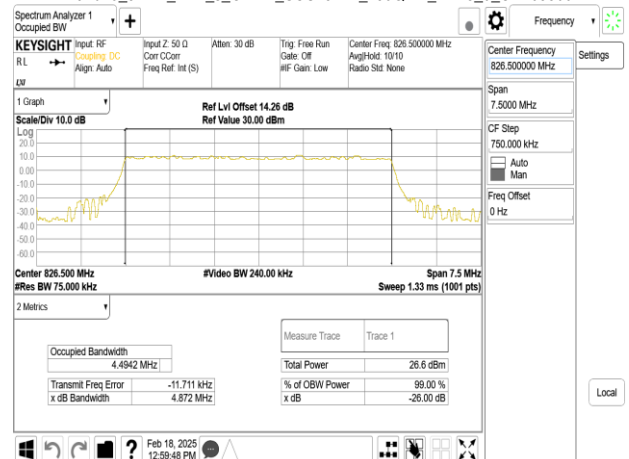 Spectrum Analyzer 1
Occupied BW
Frequency
KEYSIGHT
RL
LXI
Input: RF
Coupling: DC
Align: Auto
Input Z: 50 Ω
Corr CCorr
Freq Ref: Int (S)
Atten: 30 dB
Trig: Free Run
Gate: Off
#IF Gain: Low
Center Freq: 826.500000 MHz
Avg|Hold: 10/10
Radio Std: None
Center Frequency
826.500000 MHz
Settings
Span
7.5000 MHz
CF Step
750.000 kHz
Auto
Man
Freq Offset
0 Hz
1 Graph
Ref Lvl Offset 14.26 dB
Scale/Div 10.0 dB
Ref Value 30.00 dBm
Log
20.0
10.0
0.00
-10.0
-20.0
-30.0
-40.0
-50.0
-60.0
Center 826.500 MHz
#Video BW 240.00 kHz
Span 7.5 MHz
#Res BW 75.000 kHz
Sweep 1.33 ms (1001 pts)
2 Metrics
Measure Trace
Trace 1
Occupied Bandwidth
4.4942 MHz
Total Power
26.6 dBm
Transmit Freq Error
-11.711 kHz
% of OBW Power
99.00 %
x dB Bandwidth
4.872 MHz
x dB
-26.00 dB
Local
?
Feb 18, 2025
12:59:48 PM